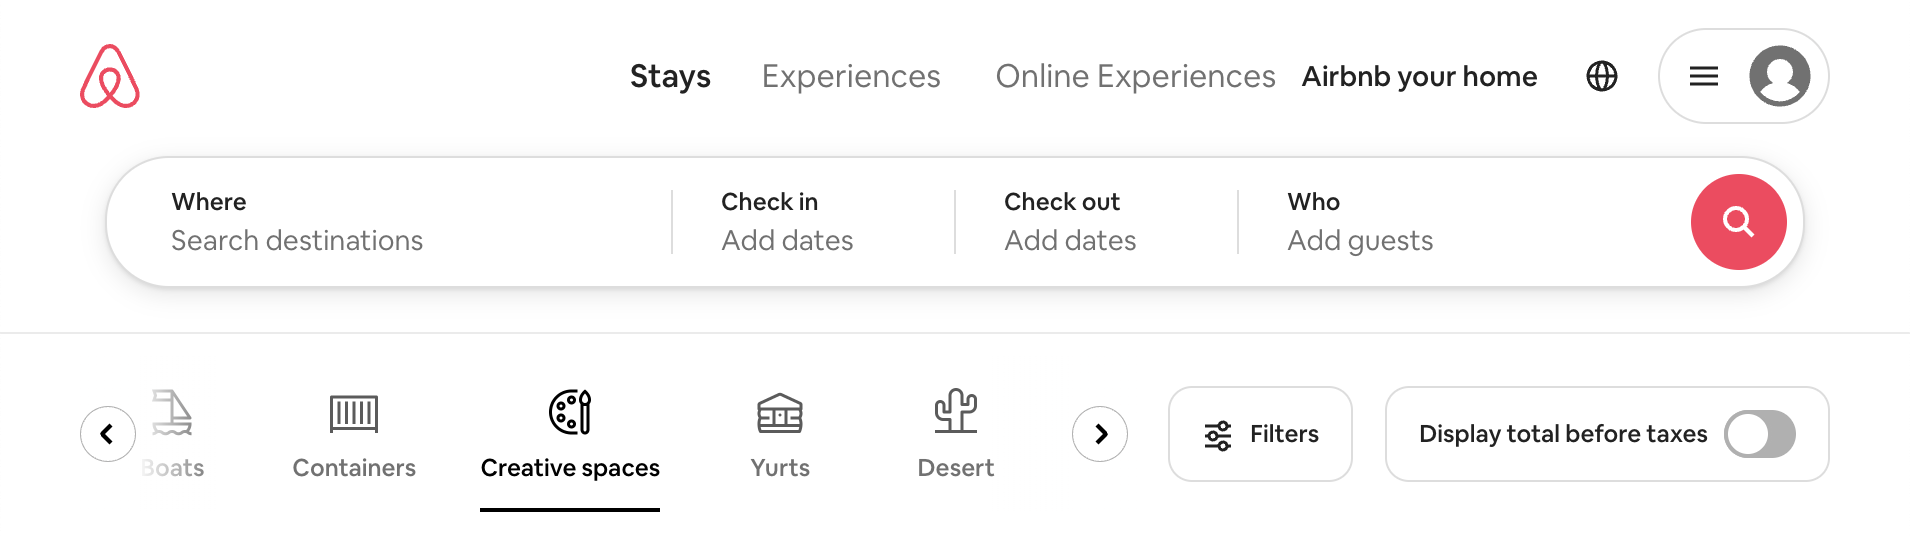 Stays Experiences Online Experiences Airbnb your home
Where Check in Check out Who
Search destinations Add dates Add dates Add guests
Boats Containers Creative spaces Yurts Desert Filters Display total before taxes